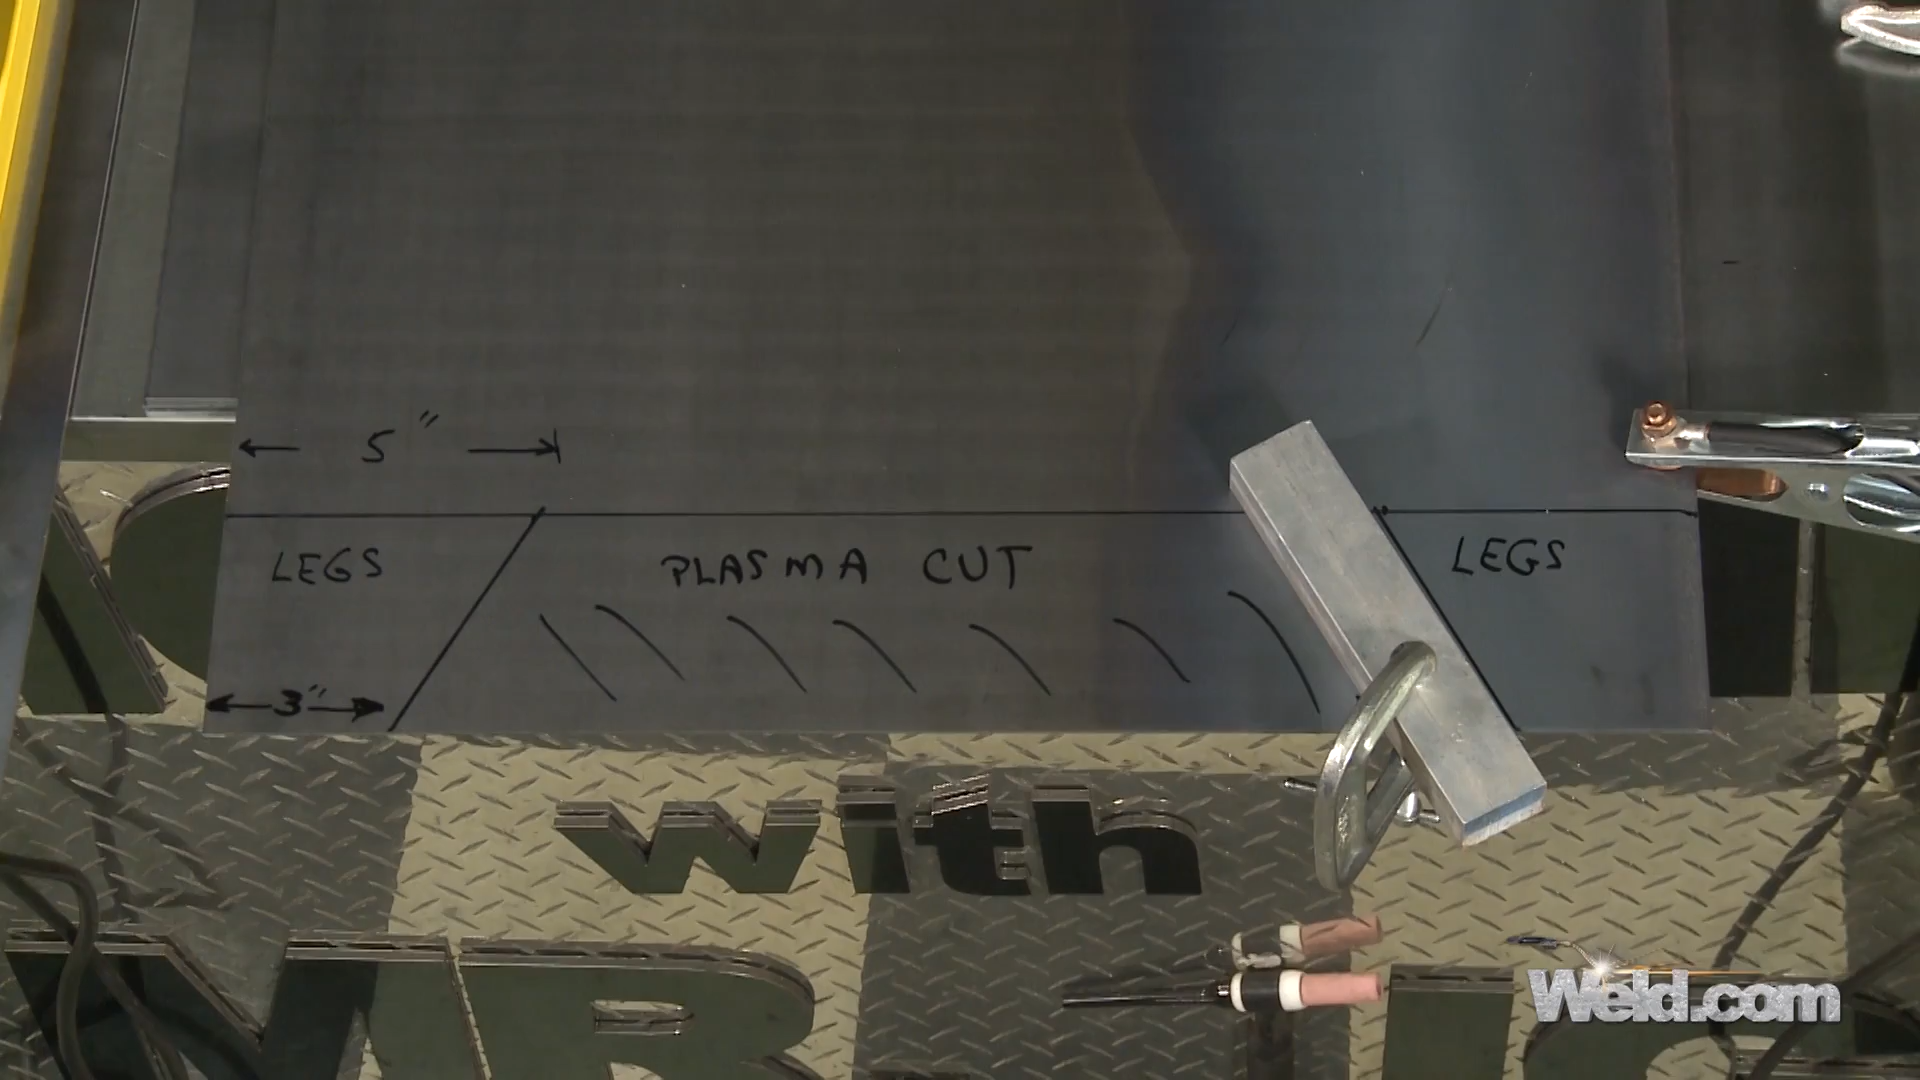 5"
LEGS
PLASMA CUT
LEGS
3"
with
Weld.com